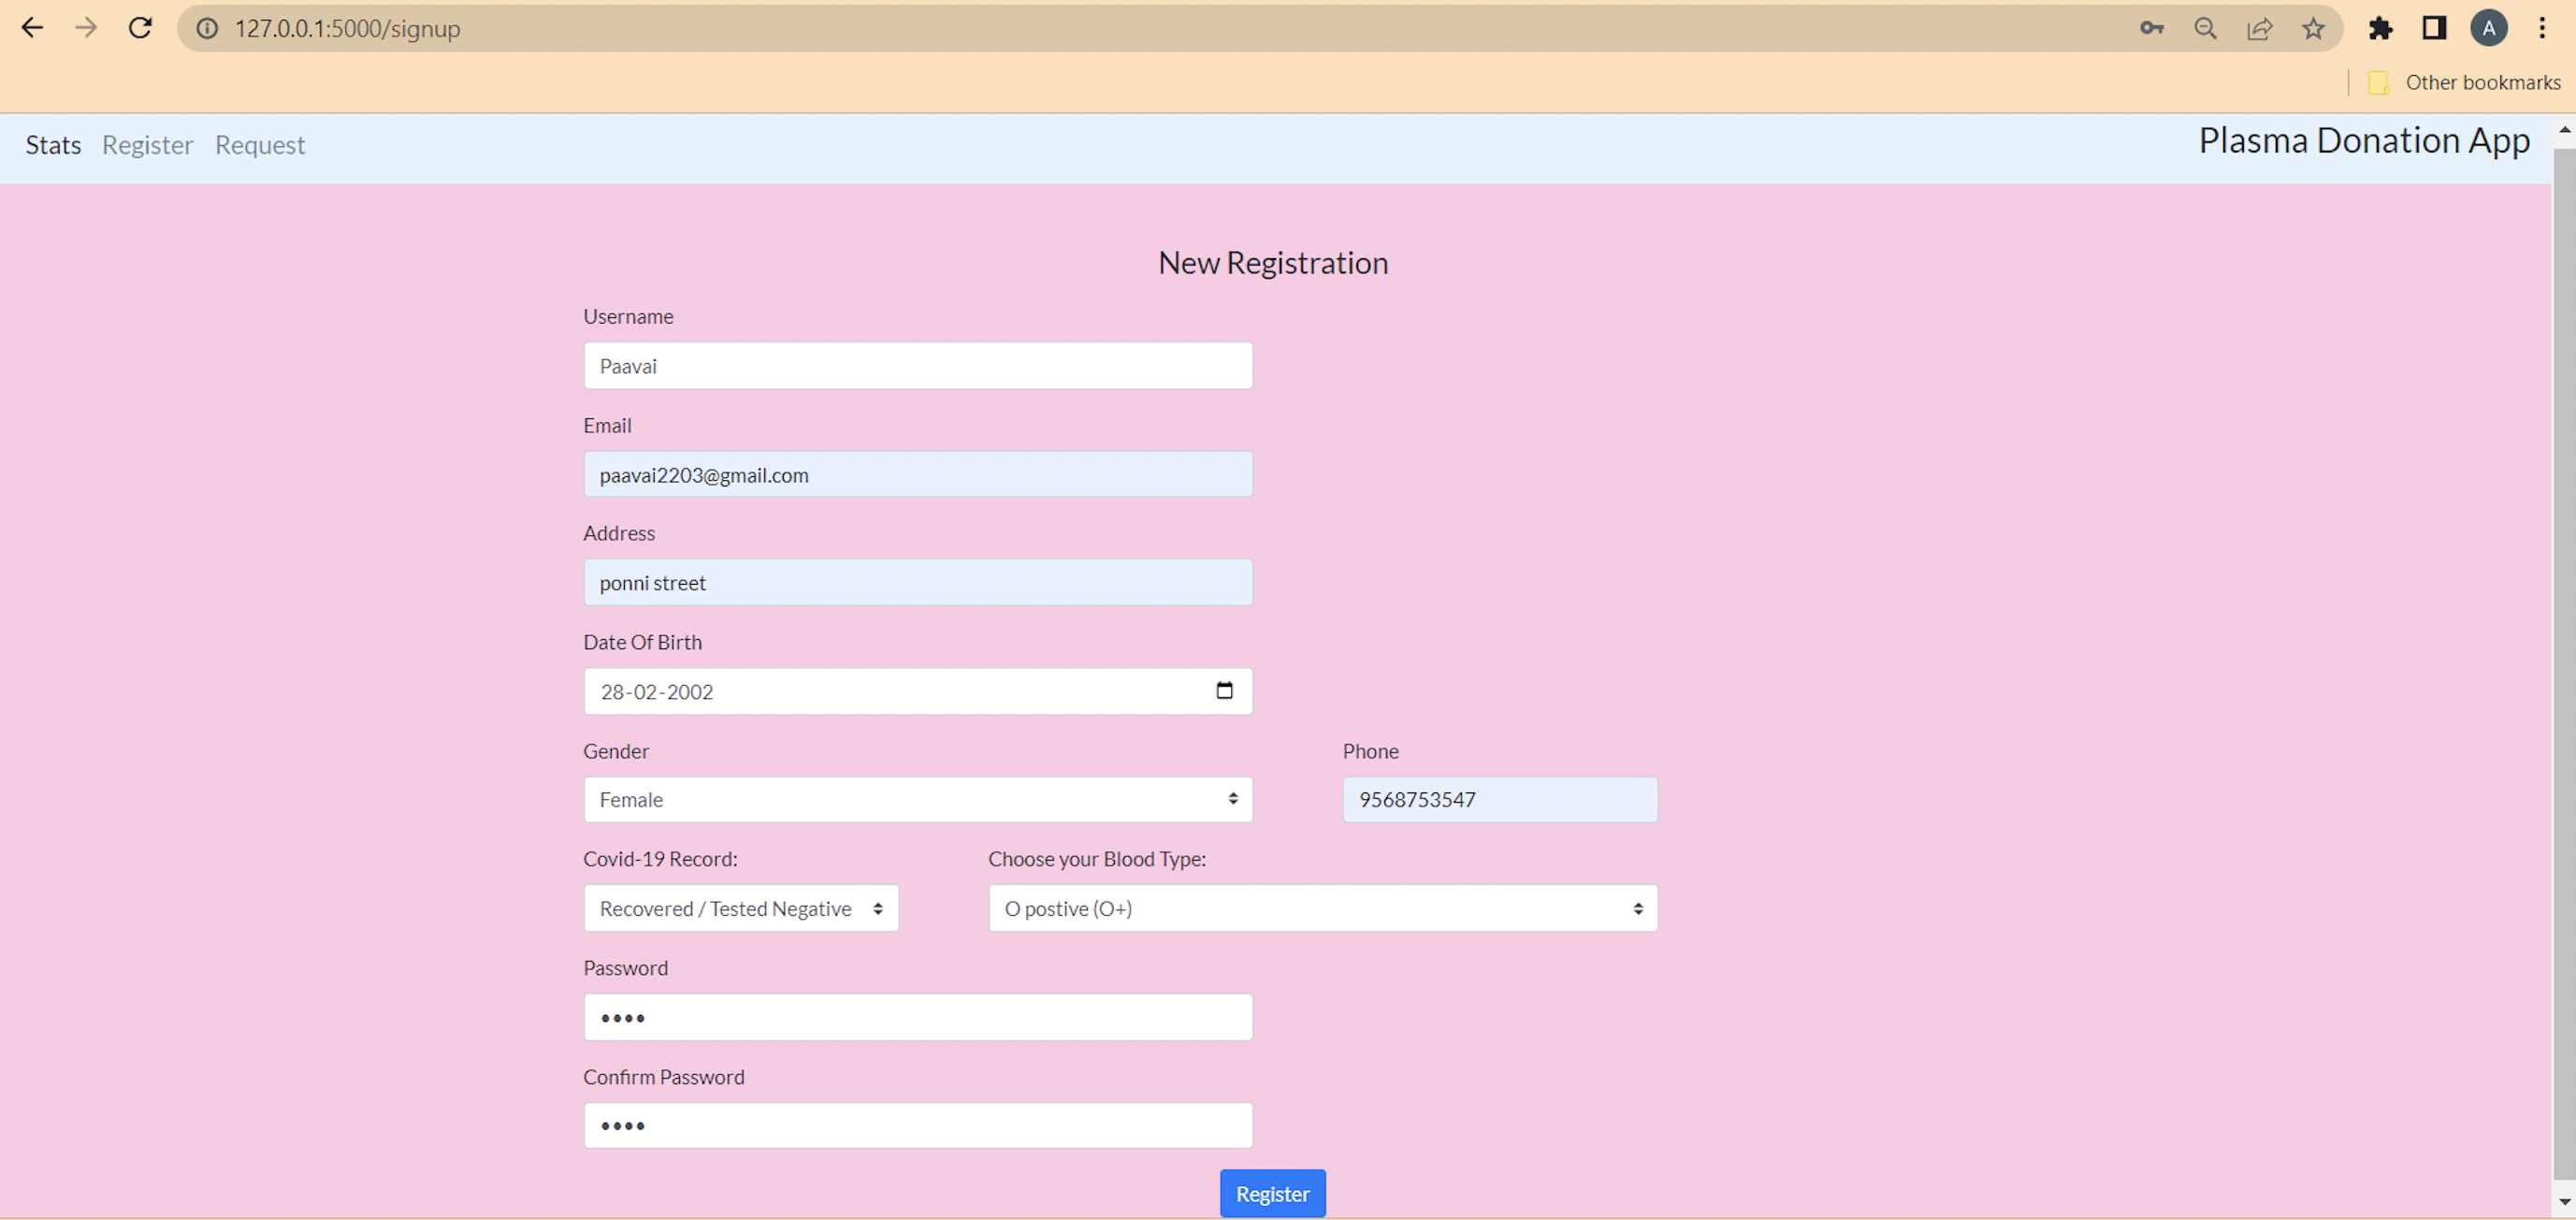 127.0.0.1:5000/signup
Other bookmarks
A
Stats Register Request
Plasma Donation App
New Registration
Username
Paavai
Email
paavai2203@gmail.com
Address
ponni street
Date Of Birth
28-02-2002
Gender Phone
Female 9568753547
Covid-19 Record: Choose your Blood Type:
Recovered / Tested Negative O postive (O+)
Password
••••
Confirm Password
••••
Register